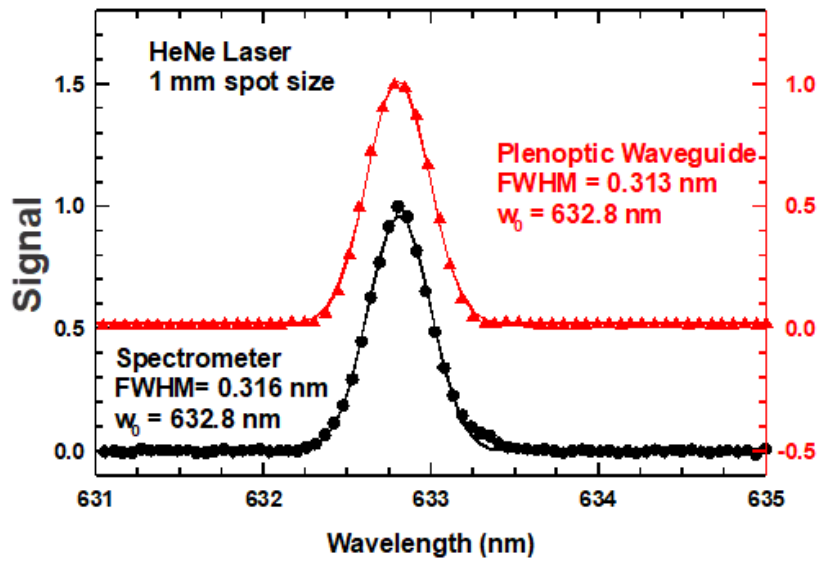 HeNe Laser
1 mm spot size
Plenoptic Waveguide
FWHM = 0.313 nm
w₀ = 632.8 nm
Spectrometer
FWHM= 0.316 nm
w₀ = 632.8 nm
Signal
1.5
1.0
0.5
0.0
1.0
0.5
0.0
-0.5
631 632 633 634 635
Wavelength (nm)